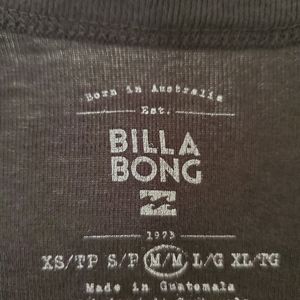 Born in Australia
Est.
BILLA
BONG
1973
XS/TP S/P M/M L/G XL/TG
Made in Guatemala